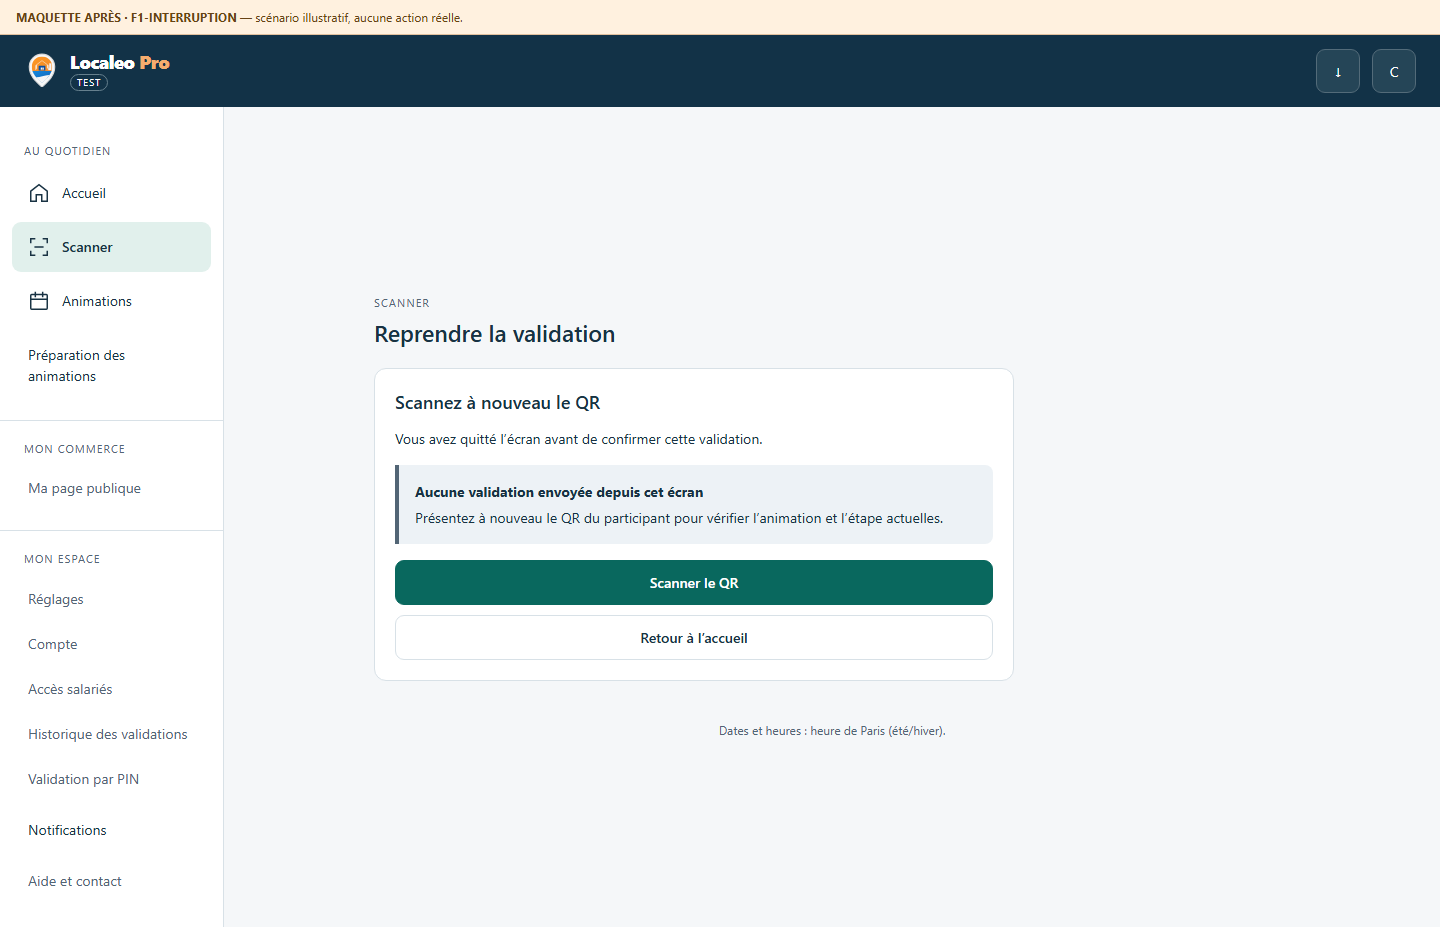 MAQUETTE APRÈS · F1-INTERRUPTION — scénario illustratif, aucune action réelle.
Localeo Pro
TEST
↓
C
AU QUOTIDIEN
Accueil
Scanner
Animations
Préparation des
animations
MON COMMERCE
Ma page publique
MON ESPACE
Réglages
Compte
Accès salariés
Historique des validations
Validation par PIN
Notifications
Aide et contact
SCANNER
Reprendre la validation
Scannez à nouveau le QR
Vous avez quitté l’écran avant de confirmer cette validation.
Aucune validation envoyée depuis cet écran
Présentez à nouveau le QR du participant pour vérifier l’animation et l’étape actuelles.
Scanner le QR
Retour à l’accueil
Dates et heures : heure de Paris (été/hiver).